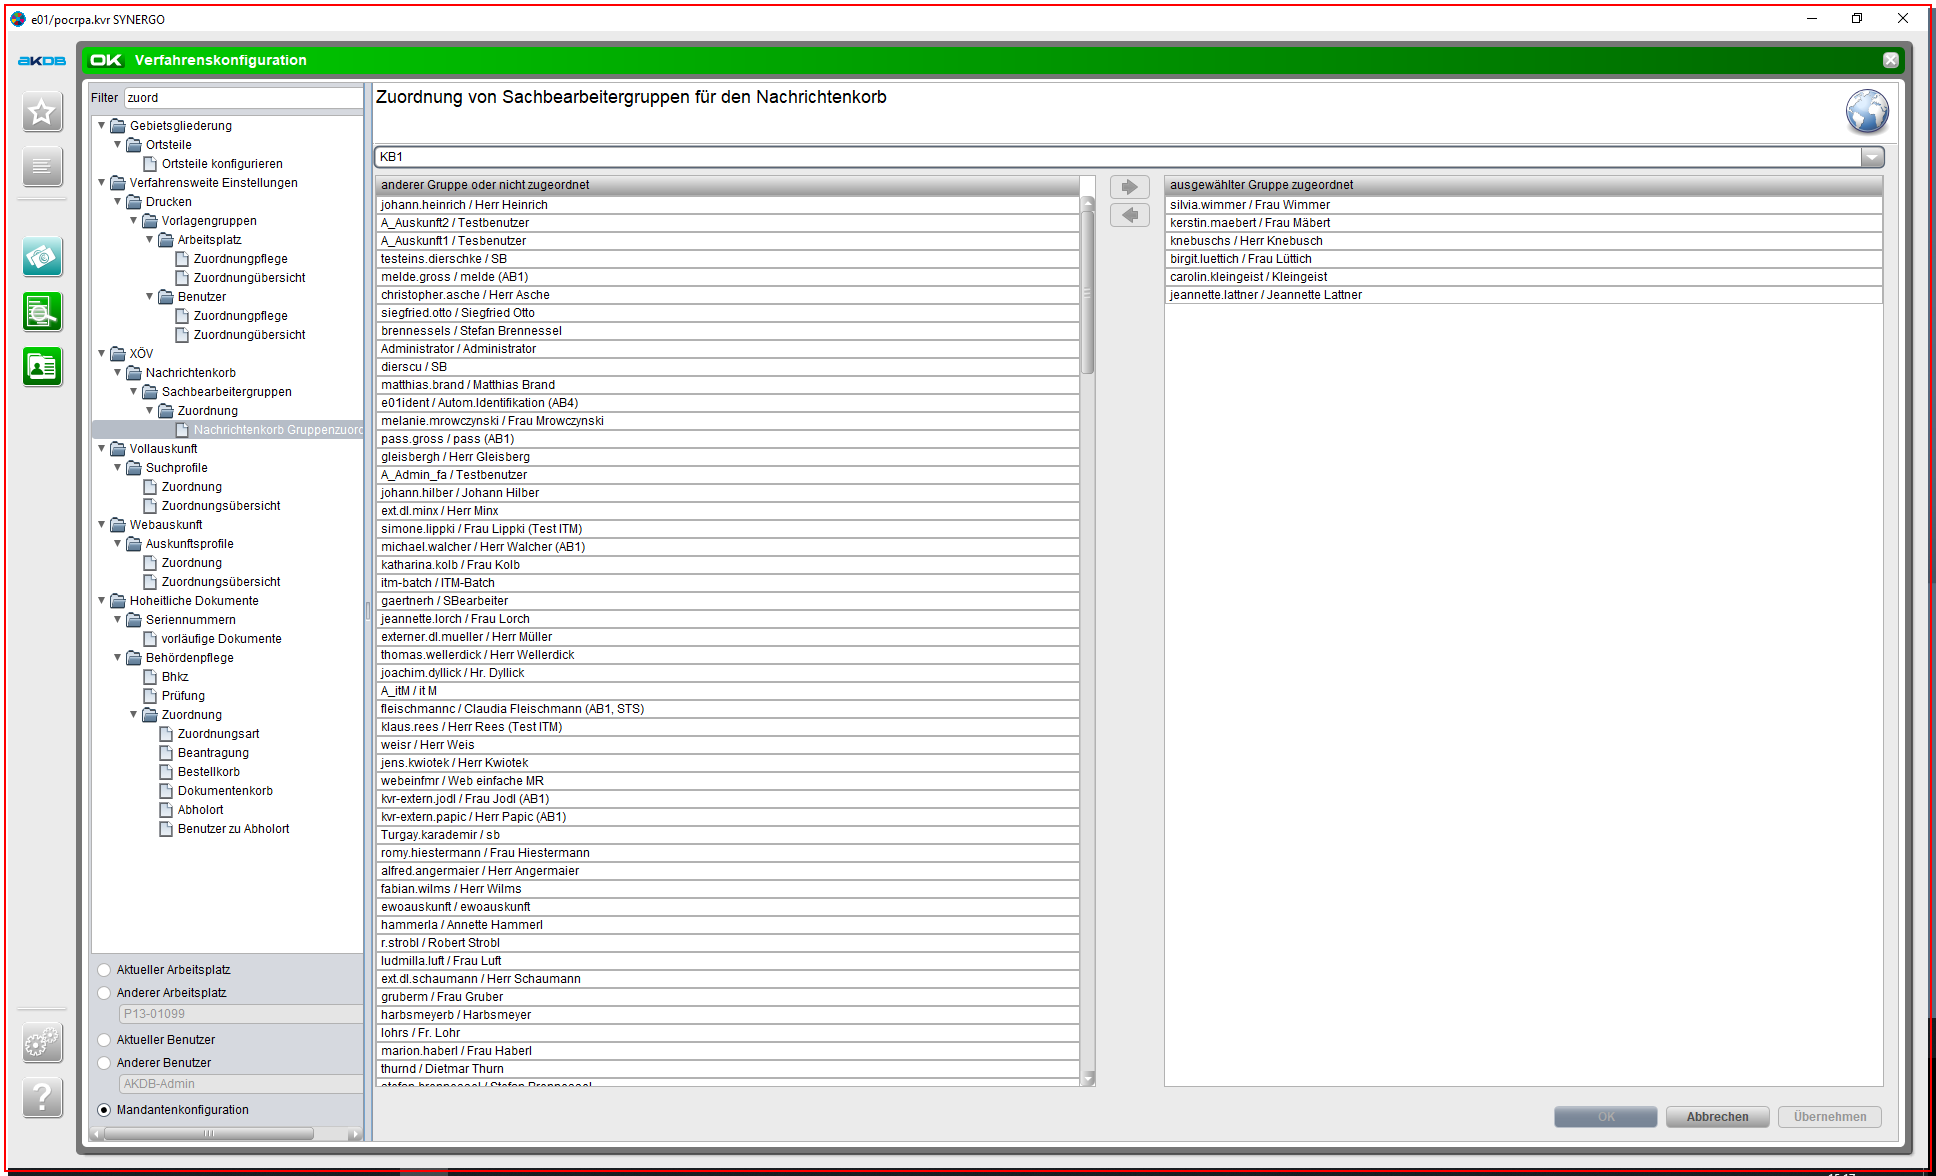 e01/pocrpa.kvr SYNERGO
AKDB
OK Verfahrenskonfiguration
Filter zuord
Gebietsgliederung
Ortsteile
Ortsteile konfigurieren
Verfahrensweite Einstellungen
Drucken
Vorlagengruppen
Arbeitsplatz
Zuordnungpflege
Zuordnungübersicht
Benutzer
Zuordnungpflege
Zuordnungübersicht
XÖV
Nachrichtenkorb
Sachbearbeitergruppen
Zuordnung
Nachrichtenkorb Gruppenzuord
Vollauskunft
Suchprofile
Zuordnung
Zuordnungsübersicht
Webauskunft
Auskunftsprofile
Zuordnung
Zuordnungsübersicht
Hoheitliche Dokumente
Seriennummern
vorläufige Dokumente
Behördenpflege
Bhkz
Prüfung
Zuordnung
Zuordnungsart
Beantragung
Bestellkorb
Dokumentenkorb
Abholort
Benutzer zu Abholort
Aktueller Arbeitsplatz
Anderer Arbeitsplatz
P13-01099
Aktueller Benutzer
Anderer Benutzer
AKDB-Admin
Mandantenkonfiguration
Zuordnung von Sachbearbeitergruppen für den Nachrichtenkorb
KB1
anderer Gruppe oder nicht zugeordnet
johann.heinrich / Herr Heinrich
A_Auskunft2 / Testbenutzer
A_Auskunft1 / Tesbenutzer
testeins.dierschke / SB
melde.gross / melde (AB1)
christopher.asche / Herr Asche
siegfried.otto / Siegfried Otto
brennessels / Stefan Brennessel
Administrator / Administrator
dierscu / SB
matthias.brand / Matthias Brand
e01ident / Autom.Identifikation (AB4)
melanie.mrowczynski / Frau Mrowczynski
pass.gross / pass (AB1)
gleisbergh / Herr Gleisberg
A_Admin_fa / Testbenutzer
johann.hilber / Johann Hilber
ext.dl.minx / Herr Minx
simone.lippki / Frau Lippki (Test ITM)
michael.walcher / Herr Walcher (AB1)
katharina.kolb / Frau Kolb
itm-batch / ITM-Batch
gaertnerh / SBearbeiter
jeannette.lorch / Frau Lorch
externer.dl.mueller / Herr Müller
thomas.wellerdick / Herr Wellerdick
joachim.dyllick / Hr. Dyllick
A_itM / it M
fleischmannc / Claudia Fleischmann (AB1, STS)
klaus.rees / Herr Rees (Test ITM)
weisr / Herr Weis
jens.kwiotek / Herr Kwiotek
webeinfmr / Web einfache MR
kvr-extern.jodl / Frau Jodl (AB1)
kvr-extern.papic / Herr Papic (AB1)
Turgay.karademir / sb
romy.hiestermann / Frau Hiestermann
alfred.angermaier / Herr Angermaier
fabian.wilms / Herr Wilms
ewoauskunft / ewoauskunft
hammerla / Annette Hammerl
r.strobl / Robert Strobl
ludmilla.luft / Frau Luft
ext.dl.schaumann / Herr Schaumann
gruberm / Frau Gruber
harbsmeyerb / Harbsmeyer
lohrs / Fr. Lohr
marion.haberl / Frau Haberl
thurnd / Dietmar Thurn
stefan.brennessel / Stefan Brennessel
ausgewählter Gruppe zugeordnet
silvia.wimmer / Frau Wimmer
kerstin.maebert / Frau Mäbert
knebuschs / Herr Knebusch
birgit.luettich / Frau Lüttich
carolin.kleingeist / Kleingeist
jeannette.lattner / Jeannette Lattner
OK
Abbrechen
Übernehmen